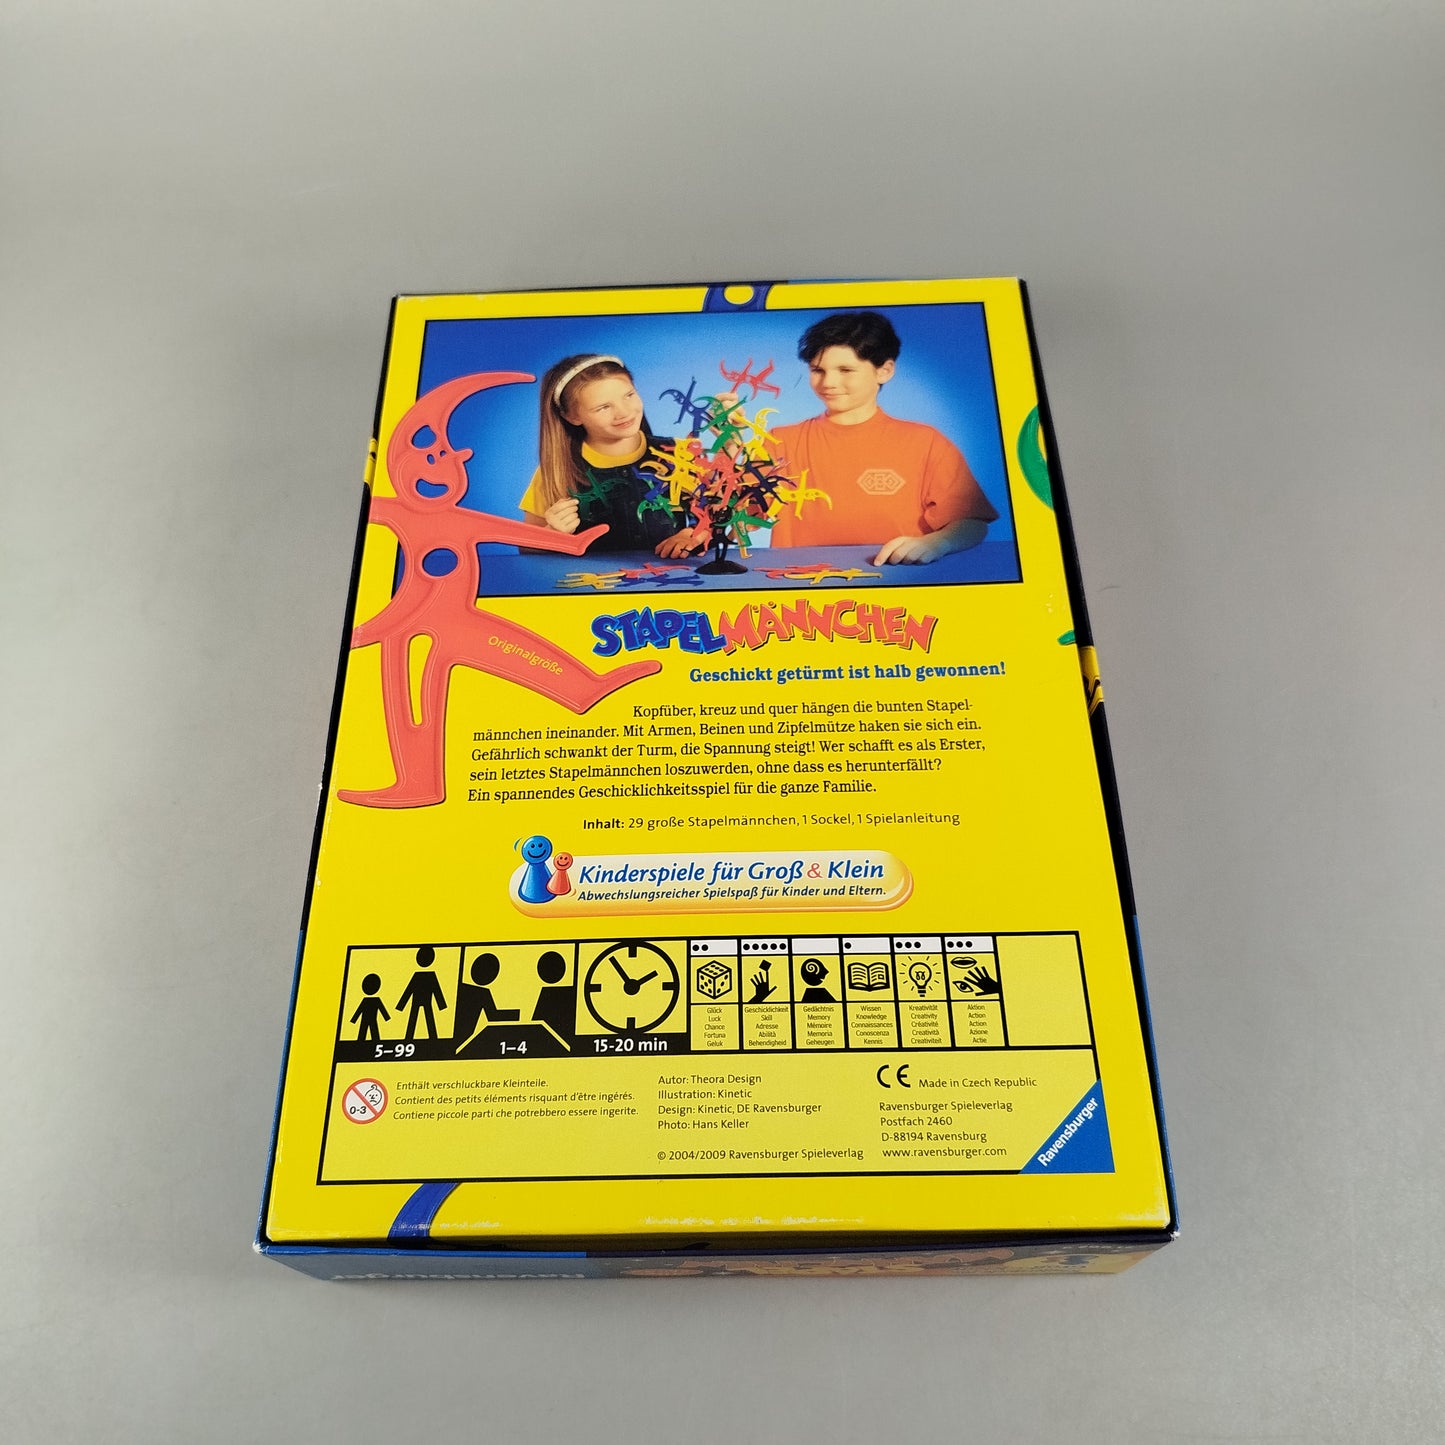 Originalgröße
STAPELMÄNNCHEN
Geschickt getürmt ist halb gewonnen!
Kopfüber, kreuz und quer hängen die bunten Stapel-
männchen ineinander. Mit Armen, Beinen und Zipfelmütze haken sie sich ein.
Gefährlich schwankt der Turm, die Spannung steigt! Wer schafft es als Erster,
sein letztes Stapelmännchen loszuwerden, ohne dass es herunterfällt?
Ein spannendes Geschicklichkeitsspiel für die ganze Familie.
Inhalt: 29 große Stapelmännchen, 1 Sockel, 1 Spielanleitung
Kinderspiele für Groß & Klein
Abwechslungsreicher Spielspaß für Kinder und Eltern.
5–99
1–4
15-20 min
Glück
Luck
Chance
Fortuna
Geluk
Geschicklichkeit
Skill
Adresse
Abilità
Behendigheid
Gedächtnis
Memory
Mémoire
Memoria
Geheugen
Wissen
Knowledge
Connaissances
Conoscenza
Kennis
Kreativität
Creativity
Créativité
Creatività
Creativiteit
Aktion
Action
Action
Azione
Actie
0-3
Enthält verschluckbare Kleinteile.
Contient des petits éléments risquant d'être ingérés.
Contiene piccole parti che potrebbero essere ingerite.
Autor: Theora Design
Illustration: Kinetic
Design: Kinetic, DE Ravensburger
Photo: Hans Keller
© 2004/2009 Ravensburger Spieleverlag
CE Made in Czech Republic
Ravensburger Spieleverlag
Postfach 2460
D-88194 Ravensburg
www.ravensburger.com
Ravensburger
Ravensburger